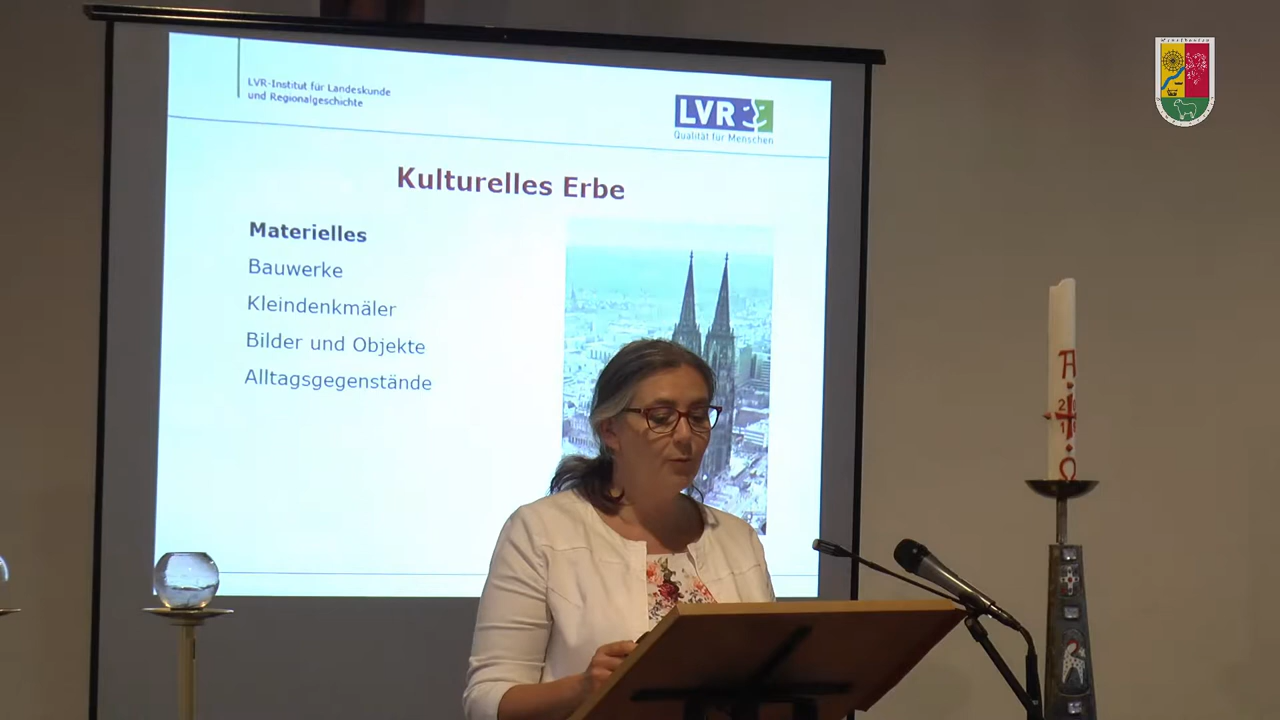 LVR-Institut für Landeskunde
und Regionalgeschichte
LVR
Qualität für Menschen
Kulturelles Erbe
Materielles
Bauwerke
Kleindenkmäler
Bilder und Objekte
Alltagsgegenstände
Α
Ω